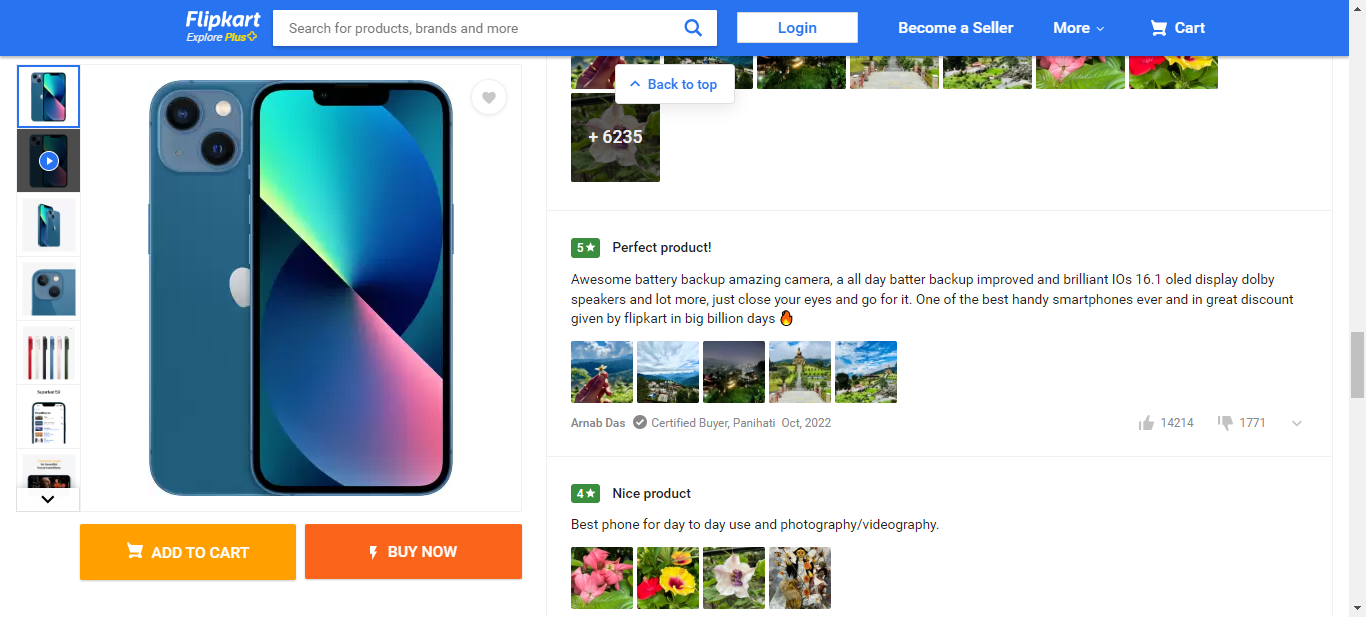 Flipkart
Explore Plus
Search for products, brands and more
Login
Become a Seller
More
Cart
Back to top
+ 6235
5★ Perfect product!
Awesome battery backup amazing camera, a all day batter backup improved and brilliant IOs 16.1 oled display dolby
speakers and lot more, just close your eyes and go for it. One of the best handy smartphones ever and in great discount
given by flipkart in big billion days 🔥
Arnab Das Certified Buyer, Panihati Oct, 2022
14214
1771
4★ Nice product
Best phone for day to day use and photography/videography.
ADD TO CART
BUY NOW